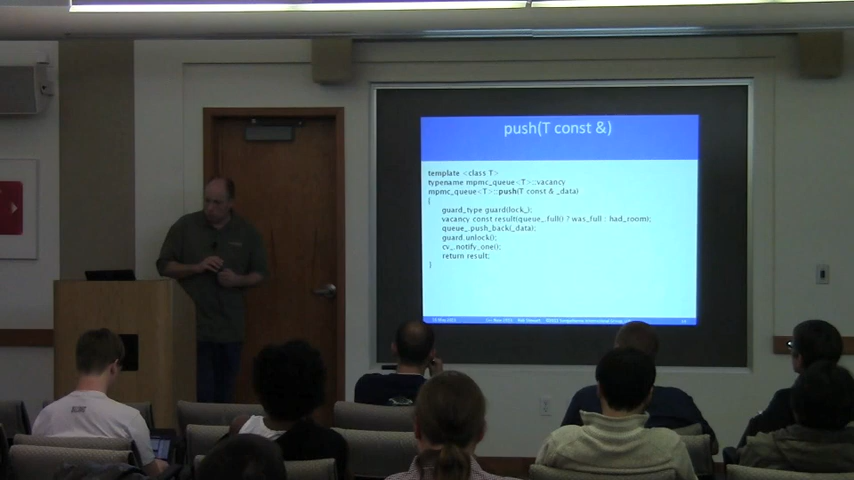 push(T const &)
template <class T>
typename mpmc_queue<T>::vacancy
mpmc_queue<T>::push(T const & _data)
{
guard_type guard(lock_);
vacancy const result(queue_.full() ? was_full : had_room);
queue_.push_back(_data);
guard.unlock();
cv_.notify_one();
return result;
}